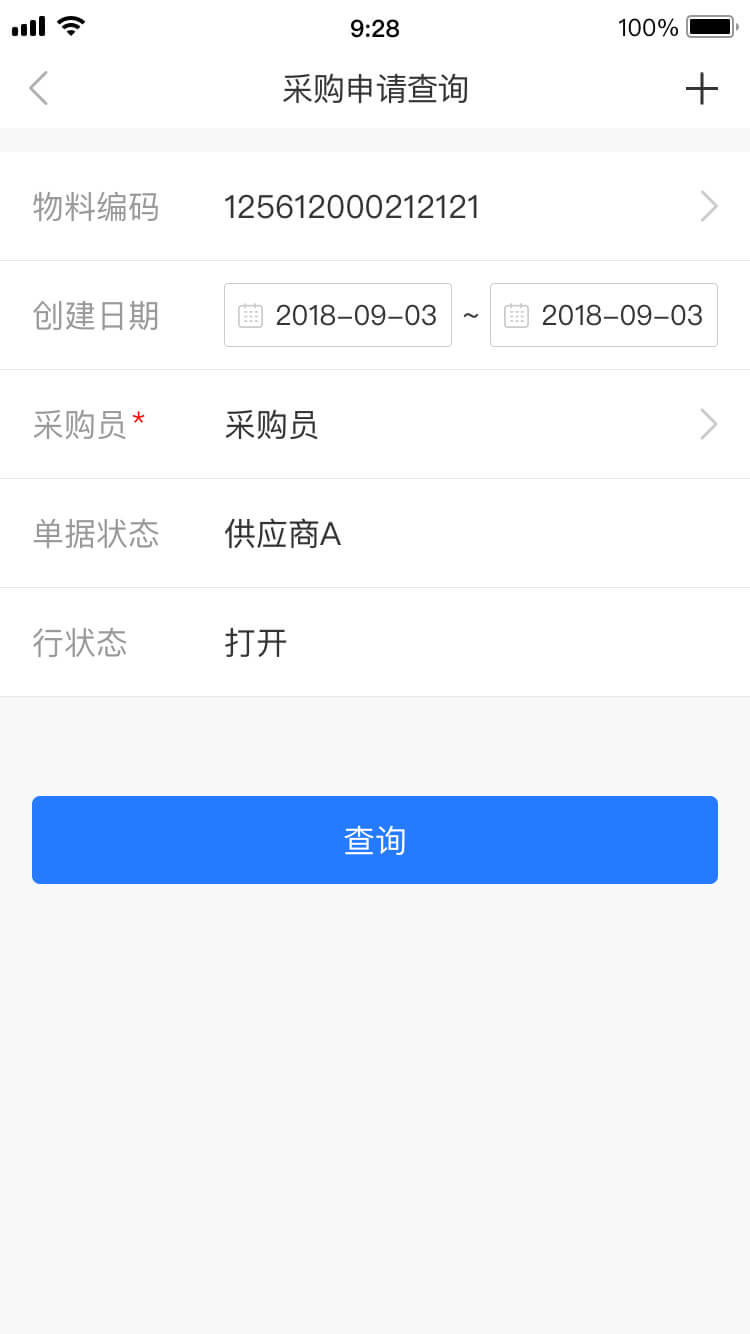 9:28 100%
采购申请查询
物料编码 125612000212121
创建日期 2018-09-03 ~ 2018-09-03
采购员* 采购员
单据状态 供应商A
行状态 打开
查询